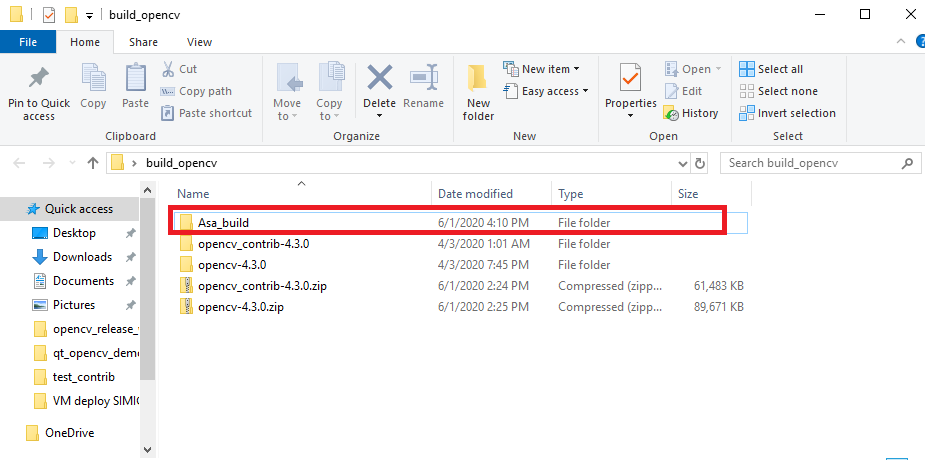 build_opencv
File Home Share View
Pin to Quick access
Copy
Paste
Cut
Copy path
Paste shortcut
Clipboard
Move to
Copy to
Delete
Rename
Organize
New folder
New item
Easy access
New
Properties
Open
Edit
History
Open
Select all
Select none
Invert selection
Select
build_opencv
Search build_opencv
Quick access
Desktop
Downloads
Documents
Pictures
opencv_release_
qt_opencv_demo
test_contrib
VM deploy SIMIC
OneDrive
Name Date modified Type Size
Asa_build 6/1/2020 4:10 PM File folder
opencv_contrib-4.3.0 4/3/2020 1:01 AM File folder
opencv-4.3.0 4/3/2020 7:45 PM File folder
opencv_contrib-4.3.0.zip 6/1/2020 2:24 PM Compressed (zipp... 61,483 KB
opencv-4.3.0.zip 6/1/2020 2:25 PM Compressed (zipp... 89,671 KB